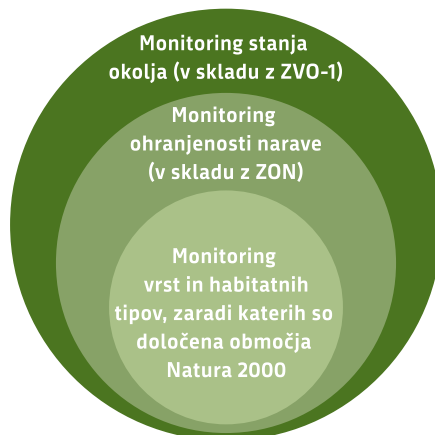 Monitoring stanja
okolja (v skladu z ZVO-1)
Monitoring
ohranjenosti narave
(v skladu z ZON)
Monitoring
vrst in habitatnih
tipov, zaradi katerih so
določena območja
Natura 2000